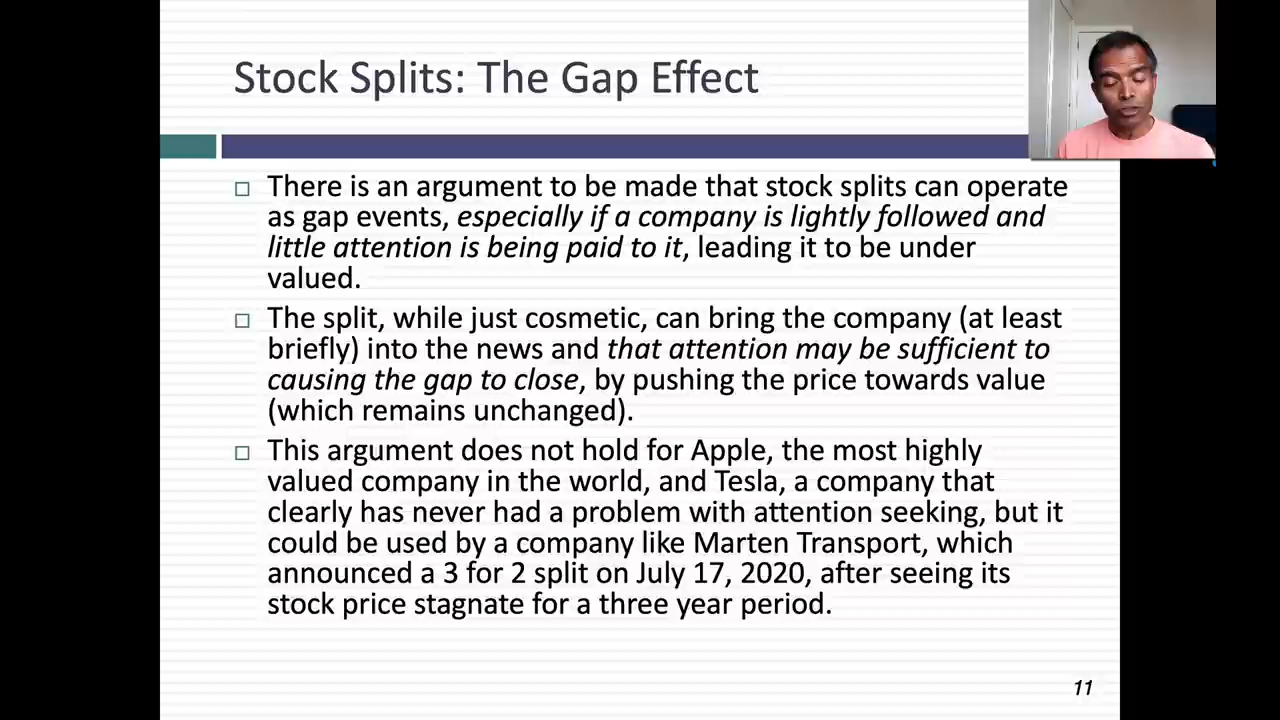 Stock Splits: The Gap Effect
There is an argument to be made that stock splits can operate
as gap events, especially if a company is lightly followed and
little attention is being paid to it, leading it to be under
valued.
The split, while just cosmetic, can bring the company (at least
briefly) into the news and that attention may be sufficient to
causing the gap to close, by pushing the price towards value
(which remains unchanged).
This argument does not hold for Apple, the most highly
valued company in the world, and Tesla, a company that
clearly has never had a problem with attention seeking, but it
could be used by a company like Marten Transport, which
announced a 3 for 2 split on July 17, 2020, after seeing its
stock price stagnate for a three year period.
11